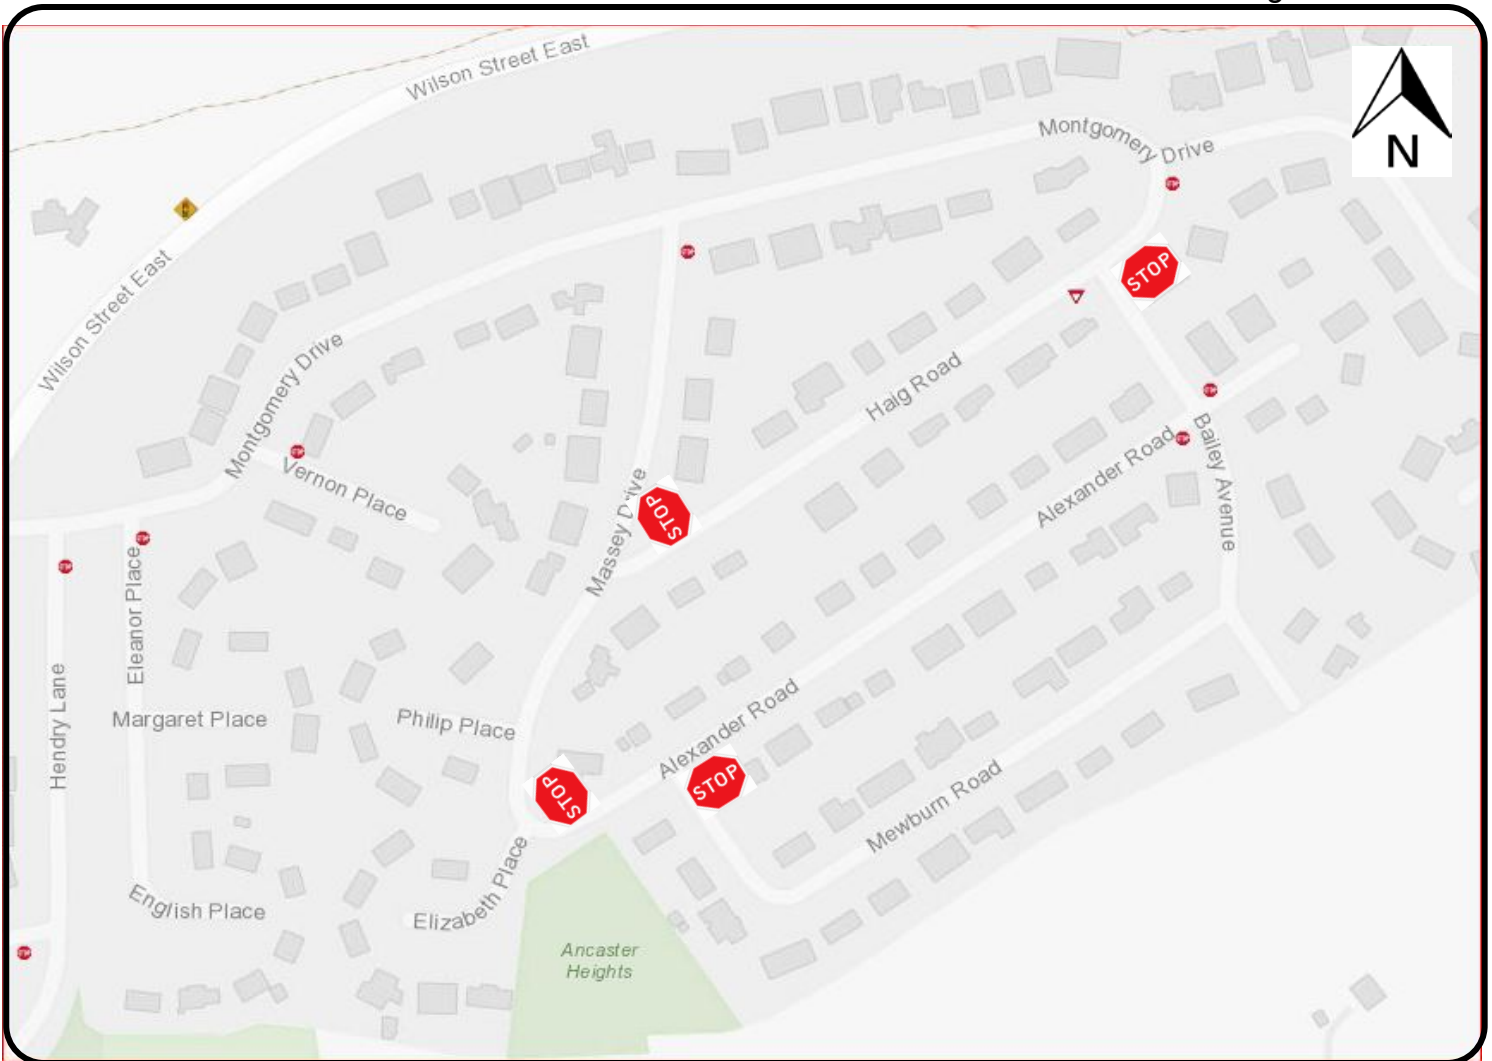 Wilson Street East
Montgomery
Drive
N
Wilson Street East
STOP
Montgomery Drive
Haig Road
Vernon Place
Massey Drive
STOP
Alexander Road
Bailey Avenue
Eleanor Place
Hendry Lane
Margaret Place
Philip Place
Alexander Road
STOP
STOP
Mewburn Road
English Place
Elizabeth Place
Ancaster
Heights